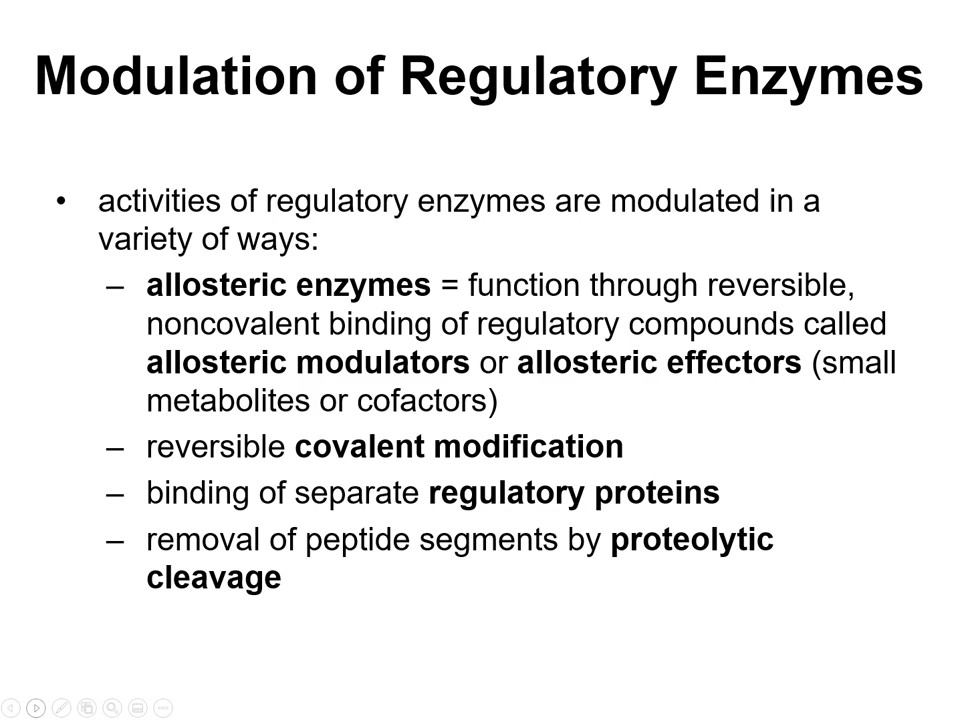 Modulation of Regulatory Enzymes
• activities of regulatory enzymes are modulated in a
variety of ways:
– allosteric enzymes = function through reversible,
noncovalent binding of regulatory compounds called
allosteric modulators or allosteric effectors (small
metabolites or cofactors)
– reversible covalent modification
– binding of separate regulatory proteins
– removal of peptide segments by proteolytic
cleavage